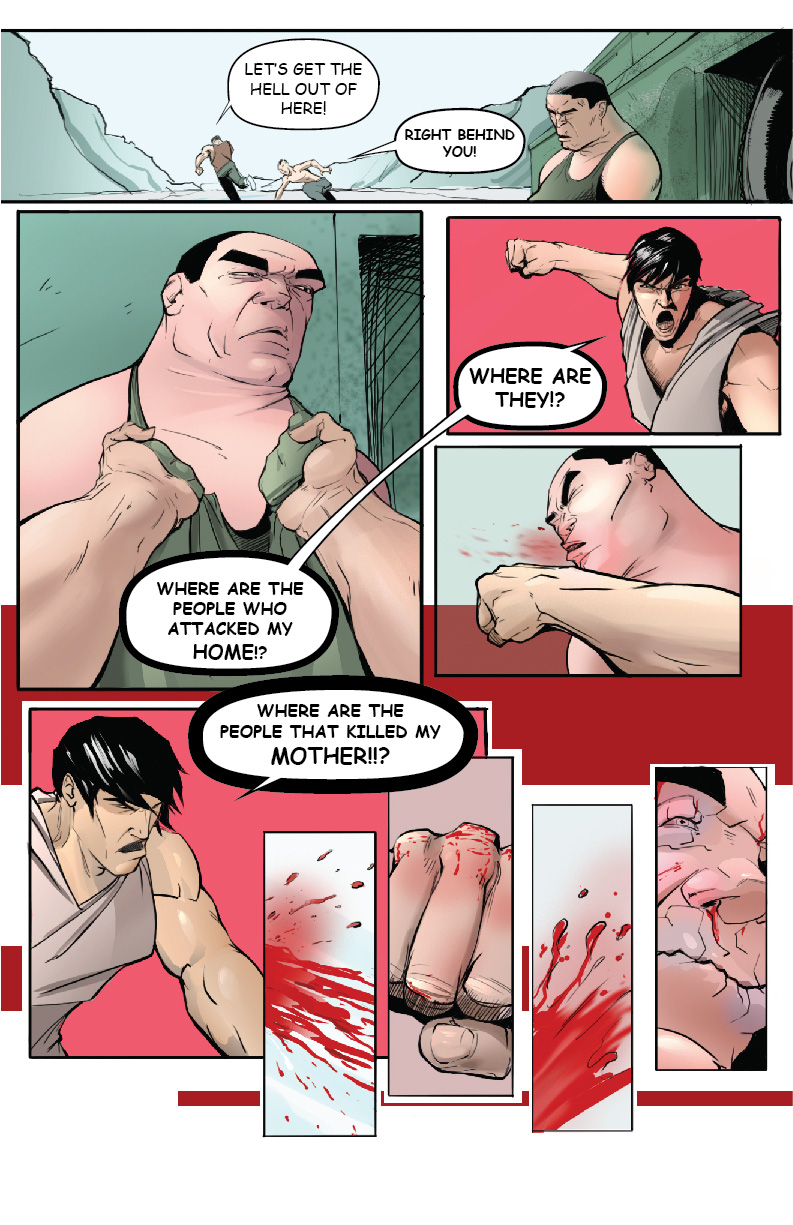 LET'S GET THE
HELL OUT OF
HERE!
RIGHT BEHIND
YOU!
WHERE ARE
THEY!?
WHERE ARE THE
PEOPLE WHO
ATTACKED MY
HOME!?
WHERE ARE THE
PEOPLE THAT KILLED MY
MOTHER!!?